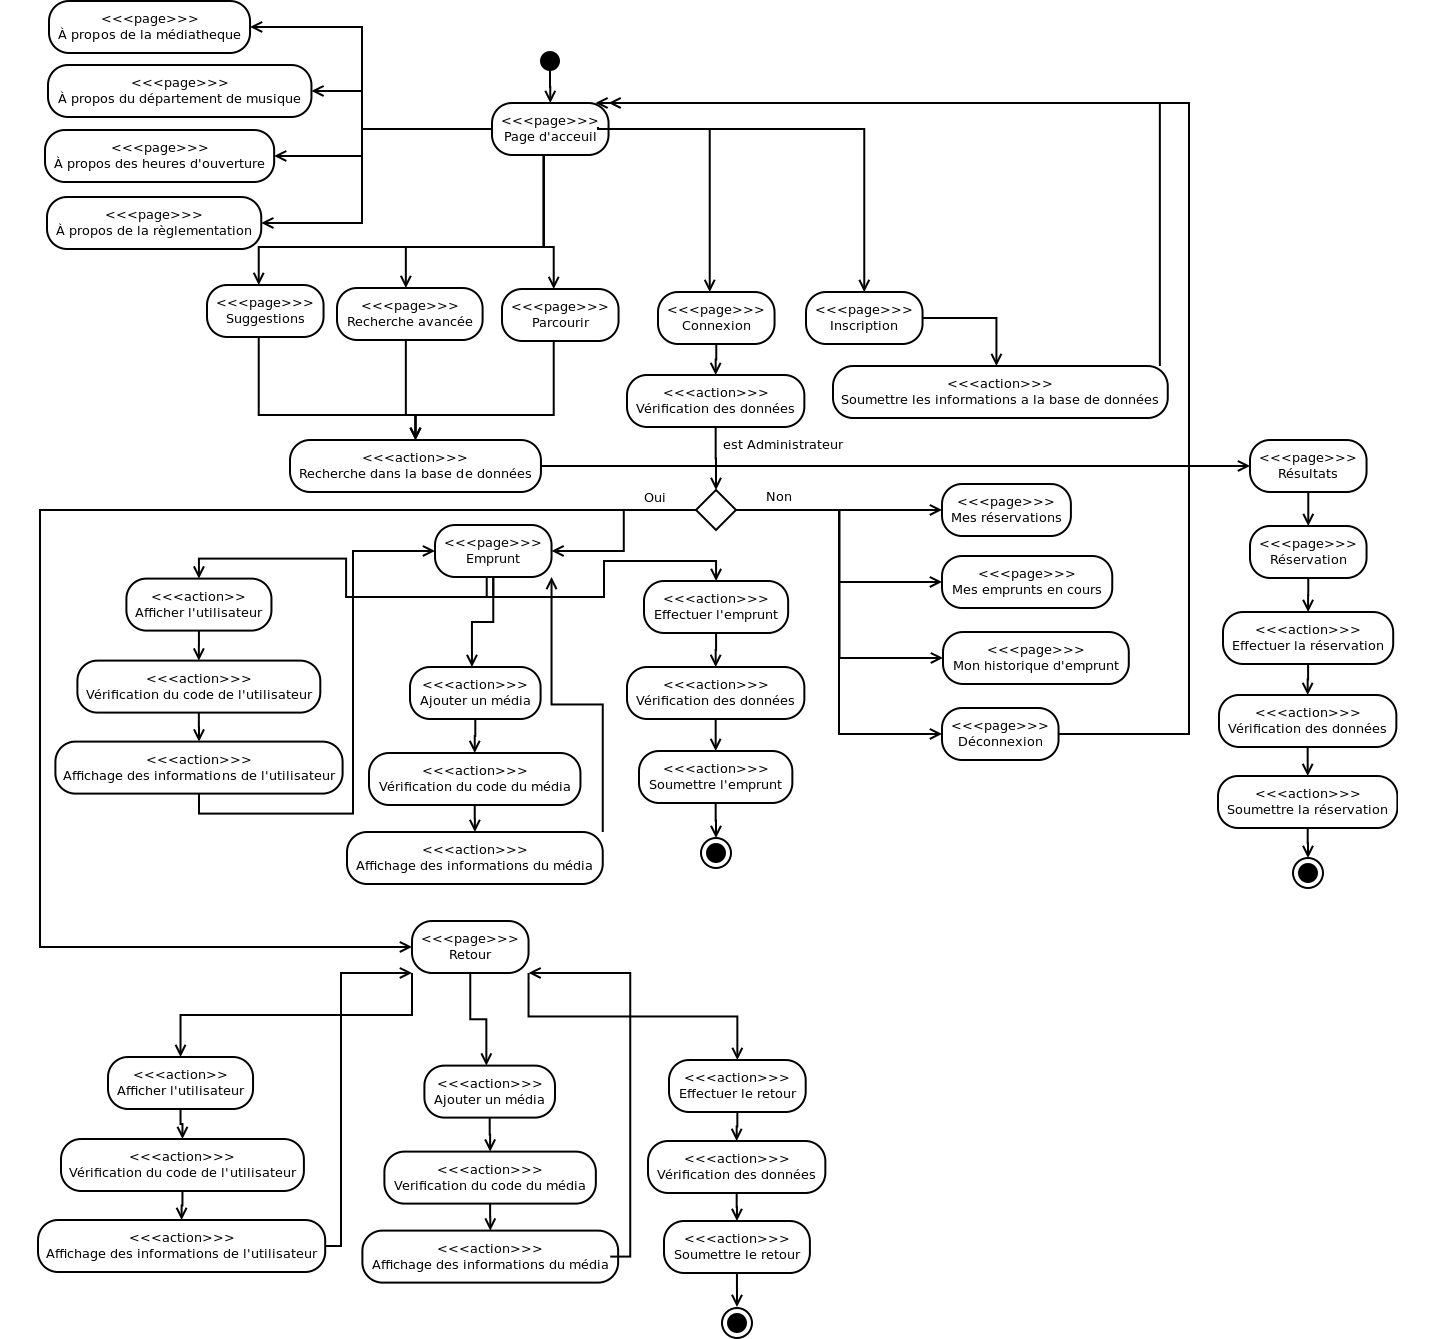 <<<page>>>
À propos de la médiatheque
<<<page>>>
À propos du département de musique
<<<page>>>
À propos des heures d'ouverture
<<<page>>>
À propos de la règlementation
<<<page>>>
Page d'acceuil
<<<page>>>
Suggestions
<<<page>>>
Recherche avancée
<<<page>>>
Parcourir
<<<page>>>
Connexion
<<<page>>>
Inscription
<<<action>>>
Vérification des données
<<<action>>>
Soumettre les informations a la base de données
est Administrateur
<<<action>>>
Recherche dans la base de données
<<<page>>>
Résultats
Oui
Non
<<<page>>>
Mes réservations
<<<page>>>
Emprunt
<<<page>>>
Réservation
<<<page>>>
Mes emprunts en cours
<<<action>>
Afficher l'utilisateur
<<<action>>>
Effectuer l'emprunt
<<<action>>>
Effectuer la réservation
<<<page>>>
Mon historique d'emprunt
<<<action>>>
Vérification du code de l'utilisateur
<<<action>>>
Ajouter un média
<<<action>>>
Vérification des données
<<<action>>>
Vérification des données
<<<page>>>
Déconnexion
<<<action>>>
Affichage des informations de l'utilisateur
<<<action>>>
Vérification du code du média
<<<action>>>
Soumettre l'emprunt
<<<action>>>
Soumettre la réservation
<<<action>>>
Affichage des informations du média
<<<page>>>
Retour
<<<action>>
Afficher l'utilisateur
<<<action>>>
Ajouter un média
<<<action>>>
Effectuer le retour
<<<action>>>
Vérification du code de l'utilisateur
<<<action>>>
Verification du code du média
<<<action>>>
Vérification des données
<<<action>>>
Affichage des informations de l'utilisateur
<<<action>>>
Affichage des informations du média
<<<action>>>
Soumettre le retour